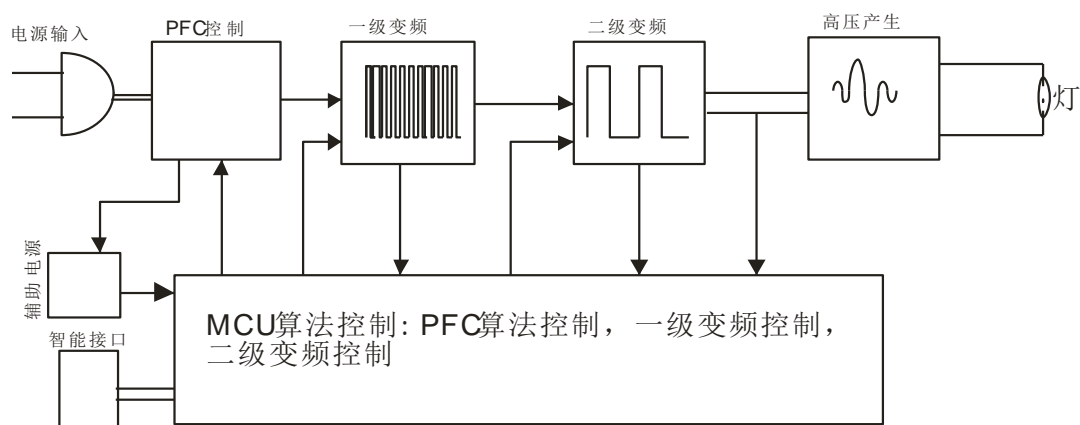 电源输入
PFC控制
一级变频
二级变频
高压产生
灯
辅助电源
智能接口
MCU算法控制: PFC算法控制，一级变频控制，
二级变频控制